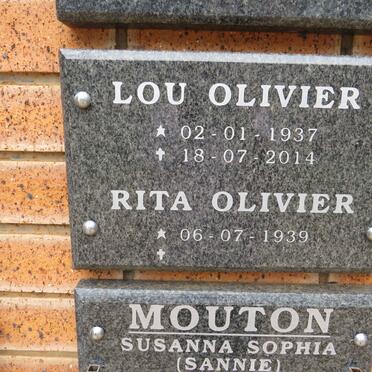 LOU OLIVIER
★ 02-01-1937
✝ 18-07-2014
RITA OLIVIER
★ 06-07-1939
✝
MOUTON
SUSANNA SOPHIA
(SANNIE)